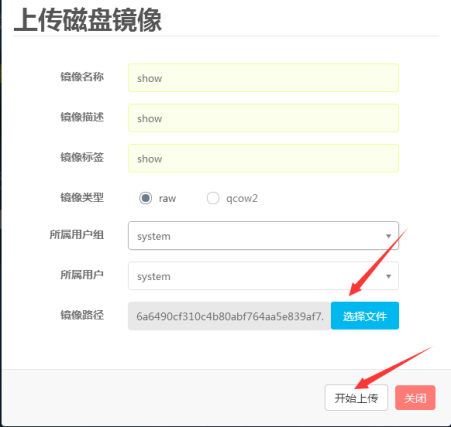 上传磁盘镜像
镜像名称 show
镜像描述 show
镜像标签 show
镜像类型 raw qcow2
所属用户组 system
所属用户 system
镜像路径 6a6490cf310c4b80abf764aa5e839af7. 选择文件
开始上传 关闭